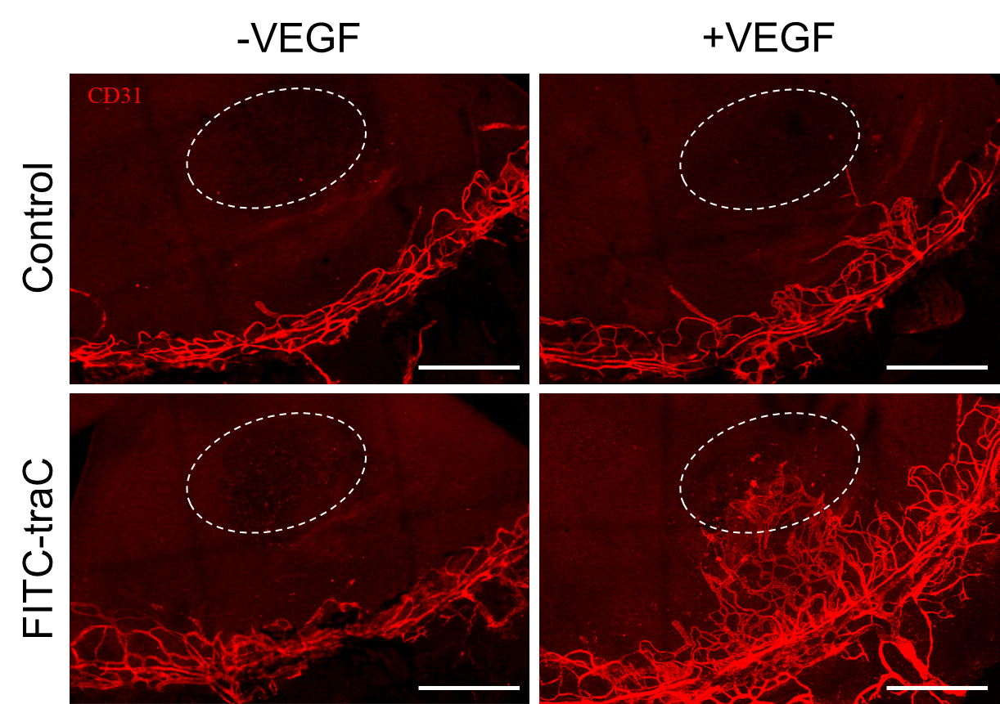 -VEGF
+VEGF
Control
CD31
FITC-traC